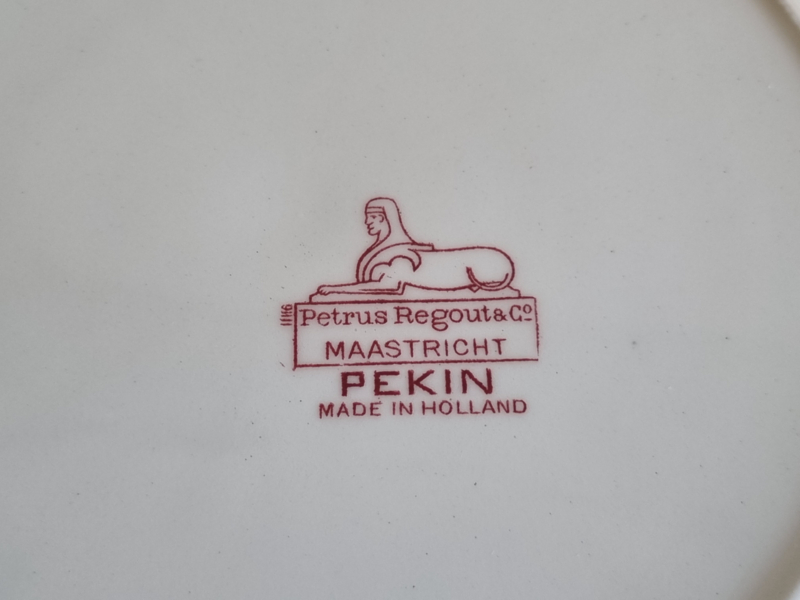 Petrus Regout & Cº
MAASTRICHT
PEKIN
MADE IN HOLLAND